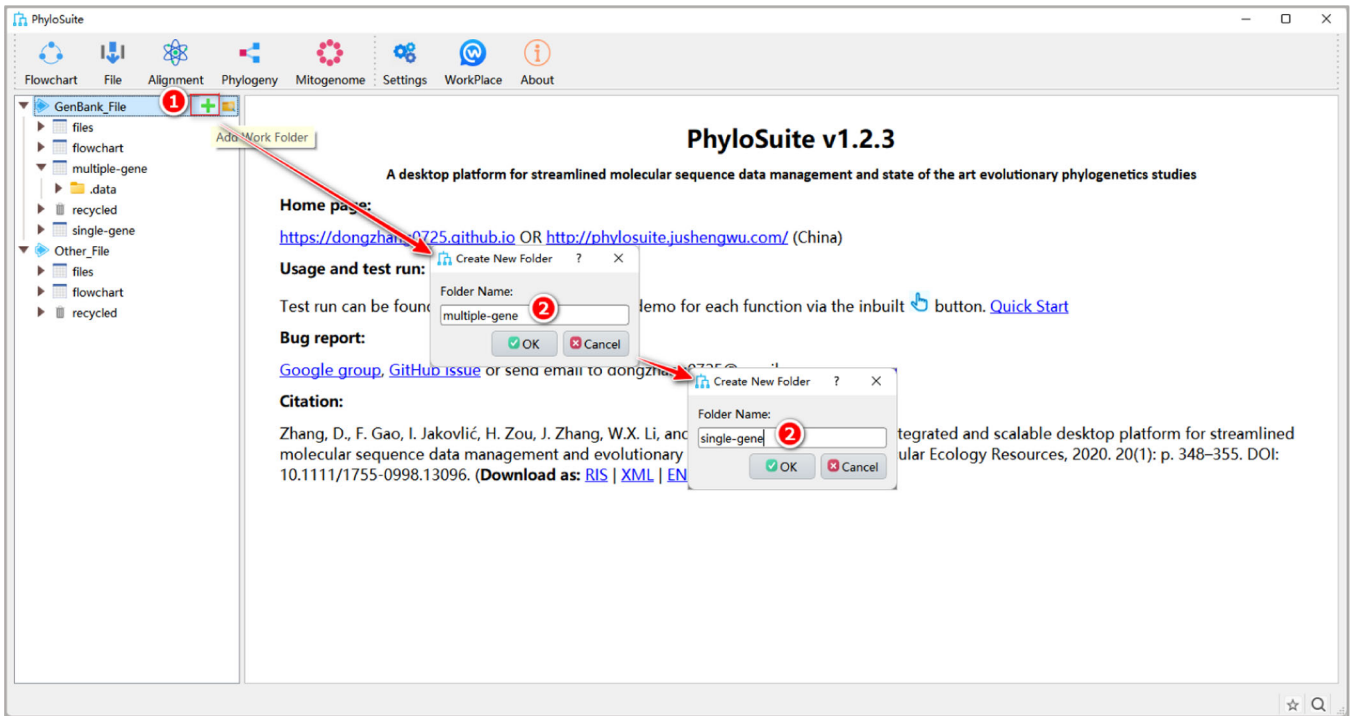 PhyloSuite
Flowchart File Alignment Phylogeny Mitogenome Settings WorkPlace About
GenBank_File
1
files
Add Work Folder
flowchart
multiple-gene
.data
recycled
single-gene
Other_File
files
flowchart
recycled
PhyloSuite v1.2.3
A desktop platform for streamlined molecular sequence data management and state of the art evolutionary phylogenetics studies
Home page:
https://dongzhang0725.github.io OR http://phylosuite.jushengwu.com/ (China)
Usage and test run:
Test run can be foun demo for each function via the inbuilt button. Quick Start
Bug report:
Google group, GitHub issue or send email to
Citation:
Zhang, D., F. Gao, I. Jakovlić, H. Zou, J. Zhang, W.X. Li, and tegrated and scalable desktop platform for streamlined
molecular sequence data management and evolutionary ular Ecology Resources, 2020. 20(1): p. 348–355. DOI:
10.1111/1755-0998.13096. (Download as: RIS | XML | EN
Create New Folder ?
Folder Name:
multiple-gene
2
OK Cancel
Create New Folder ?
Folder Name:
single-gene
2
OK Cancel